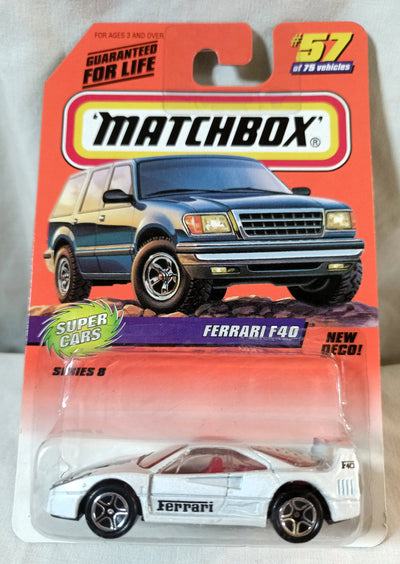 FOR AGES 3 AND OVER
GUARANTEED
FOR LIFE
#57
of 75 vehicles
'MATCHBOX'®
SUPER
CARS
FERRARI F40
NEW
DECO!
SERIES 8
F40
Ferrari